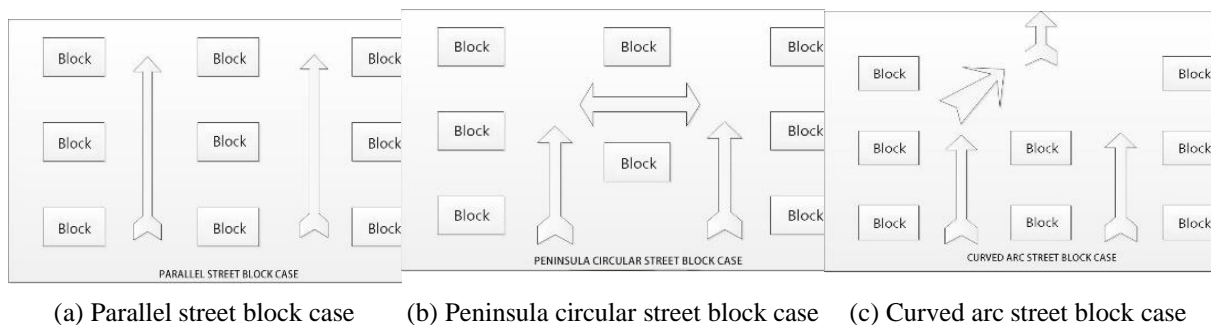 Block Block Block
Block Block Block
Block Block Block
PARALLEL STREET BLOCK CASE
Block Block Block
Block Block
Block
Block Block
PENINSULA CIRCULAR STREET BLOCK CASE
Block Block
Block Block Block
Block Block Block
CURVED ARC STREET BLOCK CASE
(a) Parallel street block case
(b) Peninsula circular street block case
(c) Curved arc street block case